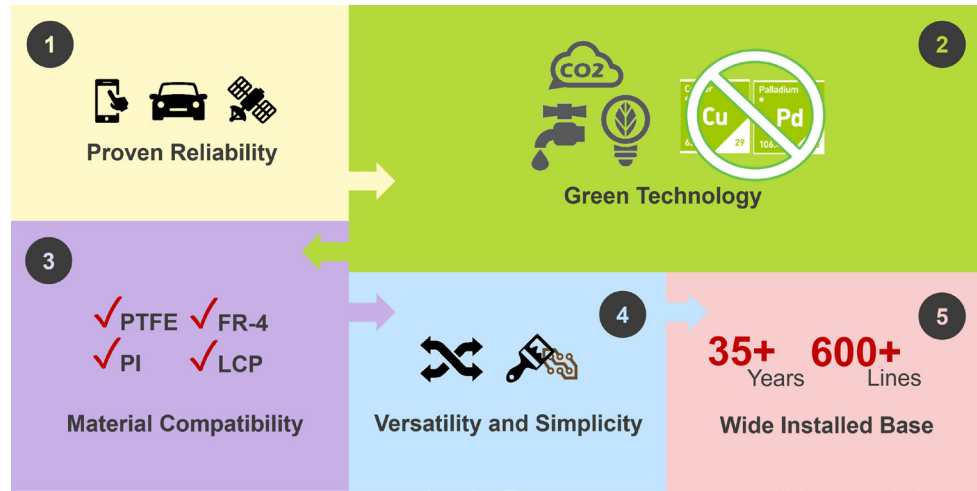 1
Proven Reliability
2
CO2
Cu
29
Palladium
*
Pd
106.
Green Technology
3
✓PTFE ✓FR-4
✓PI ✓LCP
Material Compatibility
4
Versatility and Simplicity
5
35+ Years
600+ Lines
Wide Installed Base